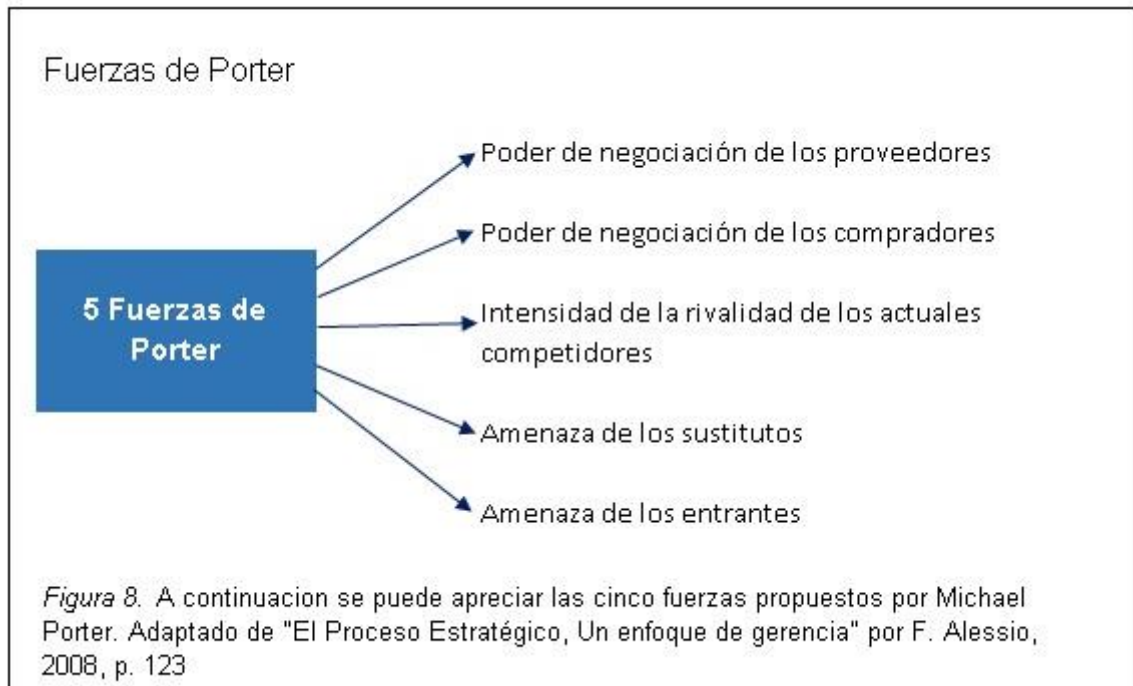 Fuerzas de Porter
Poder de negociación de los proveedores
Poder de negociación de los compradores
5 Fuerzas de
Porter
Intensidad de la rivalidad de los actuales
competidores
Amenaza de los sustitutos
Amenaza de los entrantes
Figura 8. A continuacion se puede apreciar las cinco fuerzas propuestos por Michael
Porter. Adaptado de "El Proceso Estratégico, Un enfoque de gerencia" por F. Alessio,
2008, p. 123